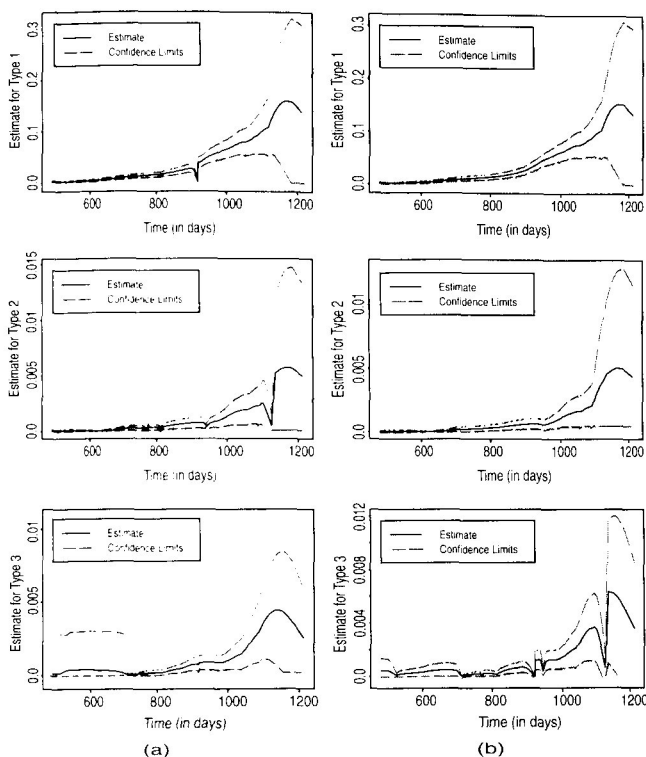 Estimate for Type 1
0.3
0.2
0.1
0.0
Estimate
Confidence Limits
600
800
1000
1200
Time (in days)
Estimate for Type 1
0.3
0.2
0.1
0.0
Estimate
Confidence Limits
600
800
1000
1200
Time (in days)
Estimate for Type 2
0.015
0.01
0.005
0.0
Estimate
Confidence Limits
600
800
1000
1200
Time (in days)
Estimate for Type 2
0.01
0.005
0.0
Estimate
Confidence Limits
600
800
1000
1200
Time (in days)
Estimate for Type 3
0.01
0.005
0.0
Estimate
Confidence Limits
600
800
1000
1200
Time (in days)
Estimate for Type 3
0.012
0.008
0.004
0.0
Estimate
Confidence Limits
600
800
1000
1200
Time (in days)
(a)
(b)